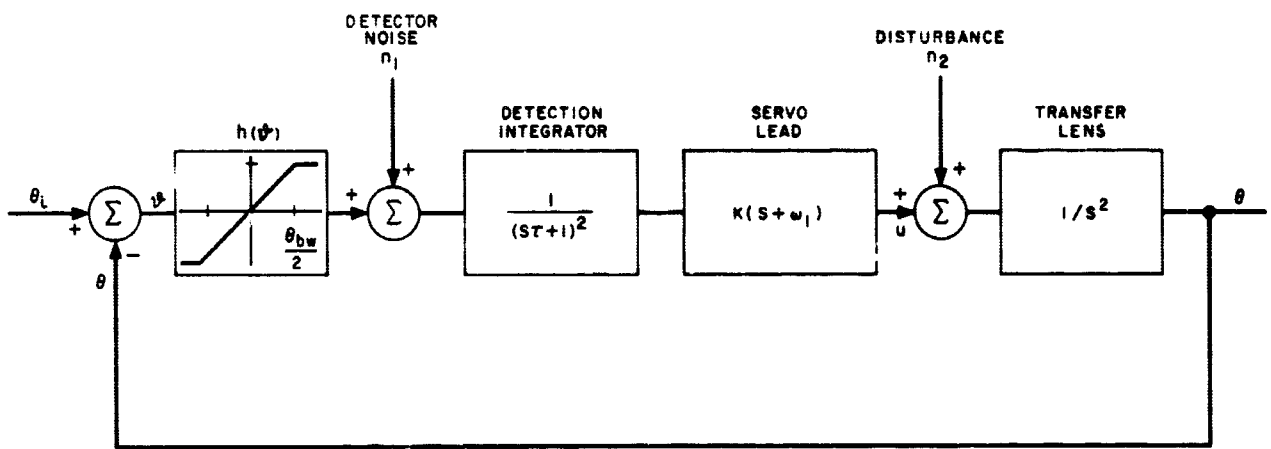 DETECTOR
NOISE
n₁
DISTURBANCE
n₂
h(ϑ)
DETECTION
INTEGRATOR
SERVO
LEAD
TRANSFER
LENS
θᵢ
+
Σ
−
ϑ
θ_bw
2
+
+
Σ
1
(Sτ+1)²
K(S+ω₁)
+
u
+
Σ
1/S²
θ
θ